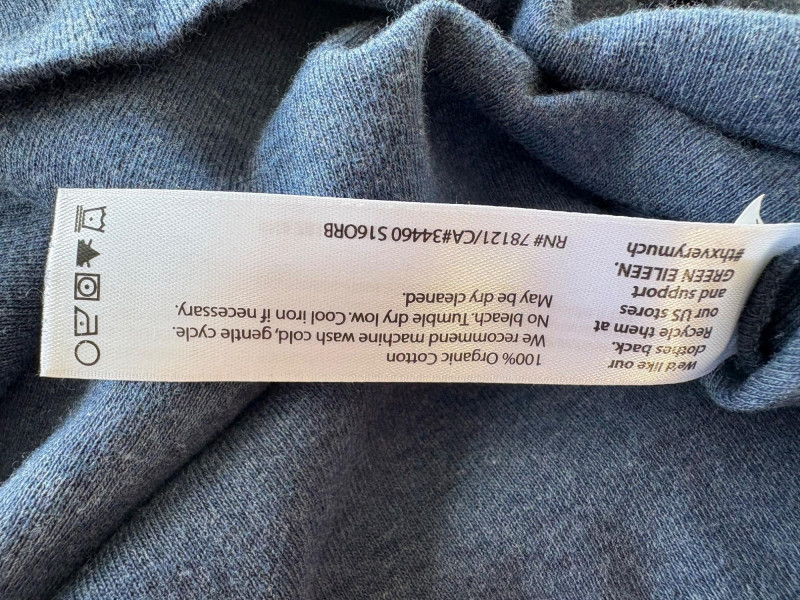 we'd like our
clothes back.
Recycle them at
our US stores
and support
GREEN EILEEN.
#thxverymuch
100% Organic Cotton
We recommend machine wash cold, gentle cycle.
No bleach. Tumble dry low. Cool iron if necessary.
May be dry cleaned.
RN# 78121/CA#34460 S16ORB